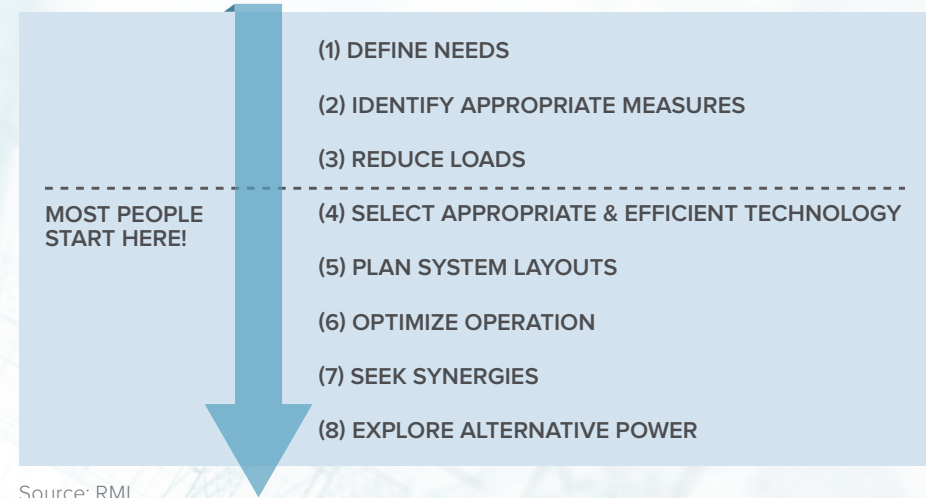 (1) DEFINE NEEDS
(2) IDENTIFY APPROPRIATE MEASURES
(3) REDUCE LOADS
MOST PEOPLE
START HERE!
(4) SELECT APPROPRIATE & EFFICIENT TECHNOLOGY
(5) PLAN SYSTEM LAYOUTS
(6) OPTIMIZE OPERATION
(7) SEEK SYNERGIES
(8) EXPLORE ALTERNATIVE POWER
Source: RMI